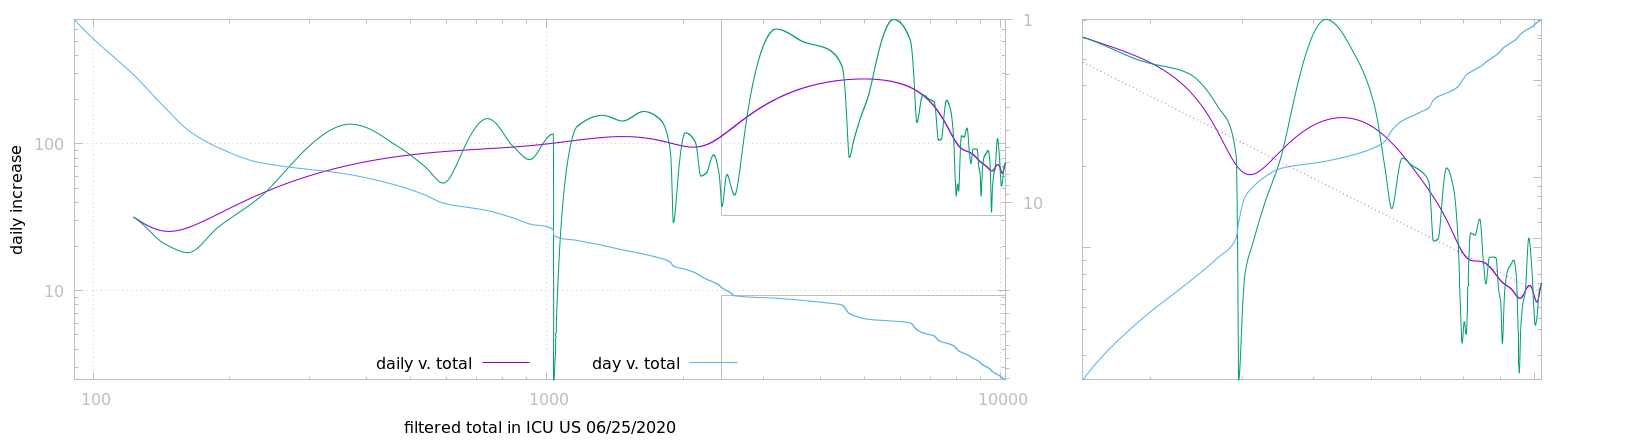 1
100
10
daily increase
10
daily v. total
day v. total
100
1000
10000
filtered total in ICU US 06/25/2020